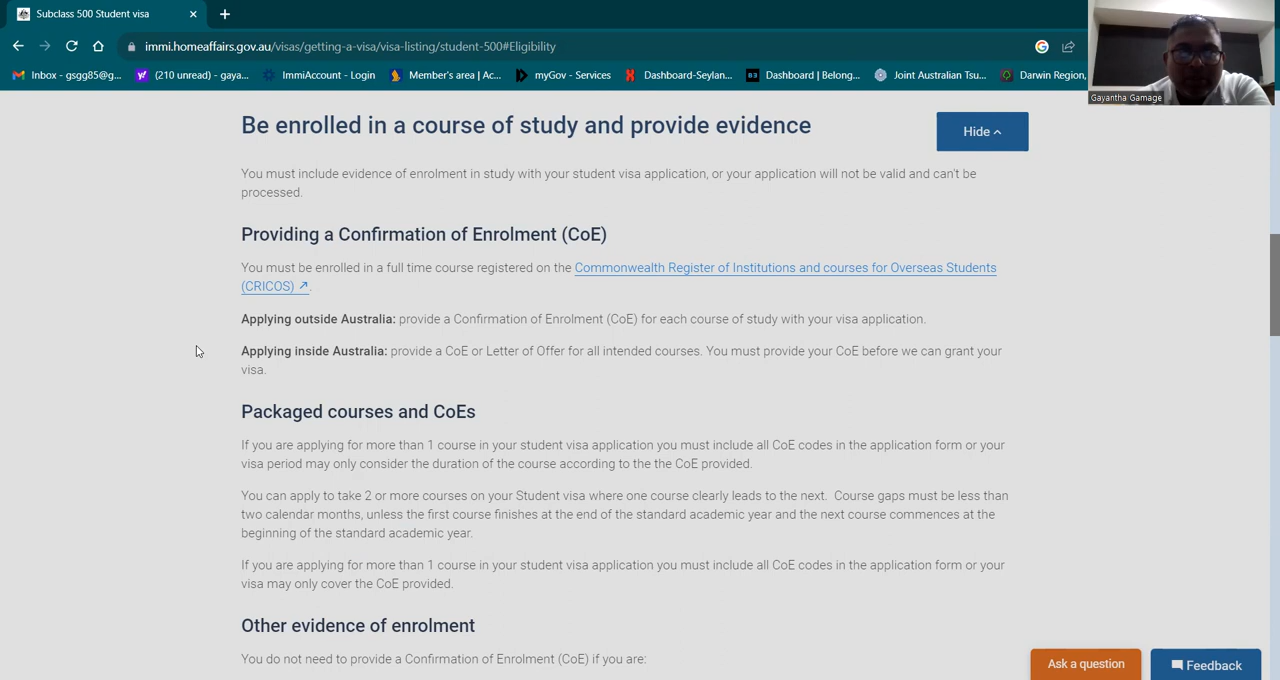 Subclass 500 Student visa
immi.homeaffairs.gov.au/visas/getting-a-visa/visa-listing/student-500#Eligibility
Inbox - gsgg85@g...
(210 unread) - gaya...
ImmiAccount - Login
Member's area | Ac...
myGov - Services
Dashboard-Seylan...
Dashboard | Belong...
Joint Australian Tsu...
Darwin Region,
Gayantha Gamage
Be enrolled in a course of study and provide evidence
Hide
You must include evidence of enrolment in study with your student visa application, or your application will not be valid and can't be
processed.
Providing a Confirmation of Enrolment (CoE)
You must be enrolled in a full time course registered on the Commonwealth Register of Institutions and courses for Overseas Students
(CRICOS) ↗.
Applying outside Australia: provide a Confirmation of Enrolment (CoE) for each course of study with your visa application.
Applying inside Australia: provide a CoE or Letter of Offer for all intended courses. You must provide your CoE before we can grant your
visa.
Packaged courses and CoEs
If you are applying for more than 1 course in your student visa application you must include all CoE codes in the application form or your
visa period may only consider the duration of the course according to the the CoE provided.
You can apply to take 2 or more courses on your Student visa where one course clearly leads to the next. Course gaps must be less than
two calendar months, unless the first course finishes at the end of the standard academic year and the next course commences at the
beginning of the standard academic year.
If you are applying for more than 1 course in your student visa application you must include all CoE codes in the application form or your
visa may only cover the CoE provided.
Other evidence of enrolment
You do not need to provide a Confirmation of Enrolment (CoE) if you are:
Ask a question
Feedback